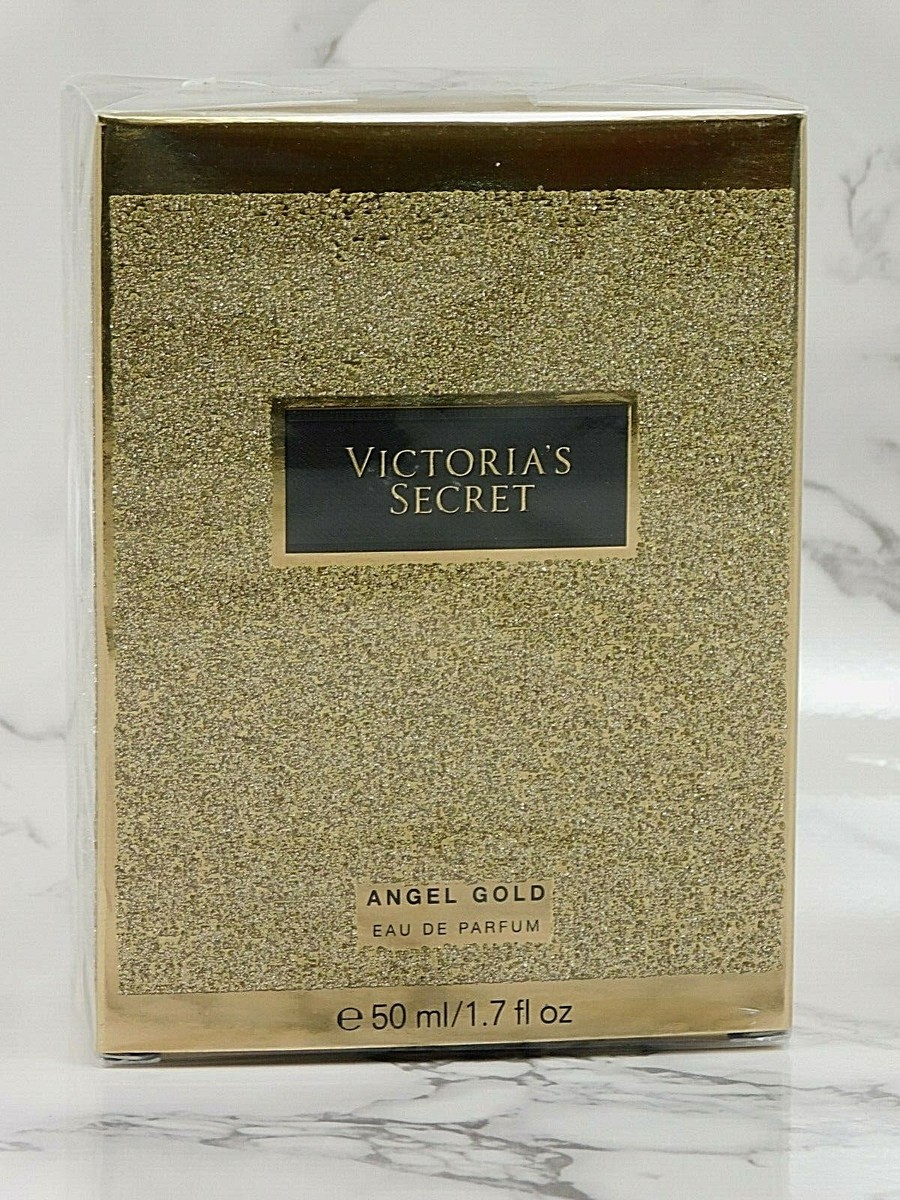 VICTORIA'S
SECRET
ANGEL GOLD
EAU DE PARFUM
℮ 50 ml/1.7 fl oz